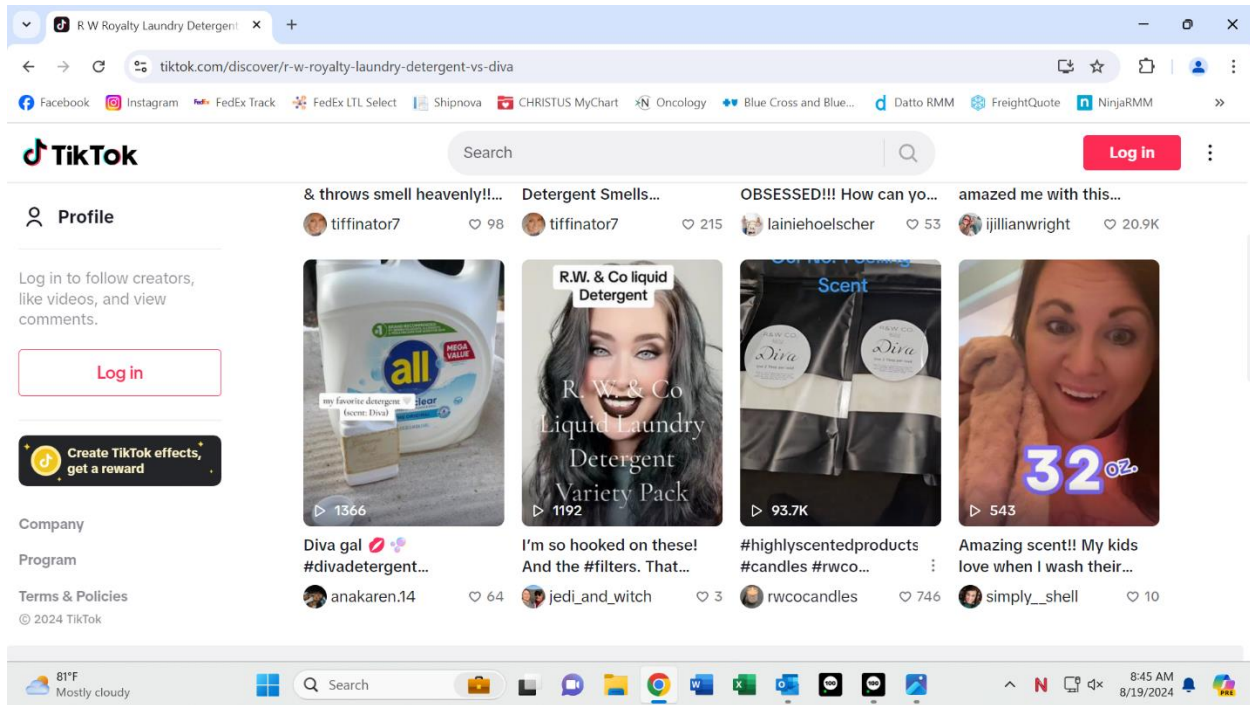 R W Royalty Laundry Detergent
tiktok.com/discover/r-w-royalty-laundry-detergent-vs-diva
Facebook Instagram FedEx Track FedEx LTL Select Shipnova CHRISTUS MyChart Oncology Blue Cross and Blue... Datto RMM FreightQuote NinjaRMM
TikTok
Search
Log in
Profile
Log in to follow creators,
like videos, and view
comments.
Log in
Create TikTok effects,
get a reward
Company
Program
Terms & Policies
© 2024 TikTok
& throws smell heavenly!!...
tiffinator7 98
Detergent Smells...
tiffinator7 215
OBSESSED!!! How can yo...
lainiehoelscher 53
amazed me with this...
ijillianwright 20.9K
MEGA
VALUE
all
clear
my favorite detergent
(scent: Diva)
1366
Diva gal 💋 🫧
#divadetergent...
anakaren.14 64
R.W. & Co liquid
Detergent
R. W. & Co
Liquid Laundry
Detergent
Variety Pack
1192
I'm so hooked on these!
And the #filters. That...
jedi_and_witch 3
Scent
R&W CO.
Diva
R&W CO.
Diva
93.7K
#highlyscentedproducts
#candles #rwco...
rwcocandles 746
32 oz.
543
Amazing scent!! My kids
love when I wash their...
simply__shell 10
81°F
Mostly cloudy
Search
8:45 AM
8/19/2024
PRE